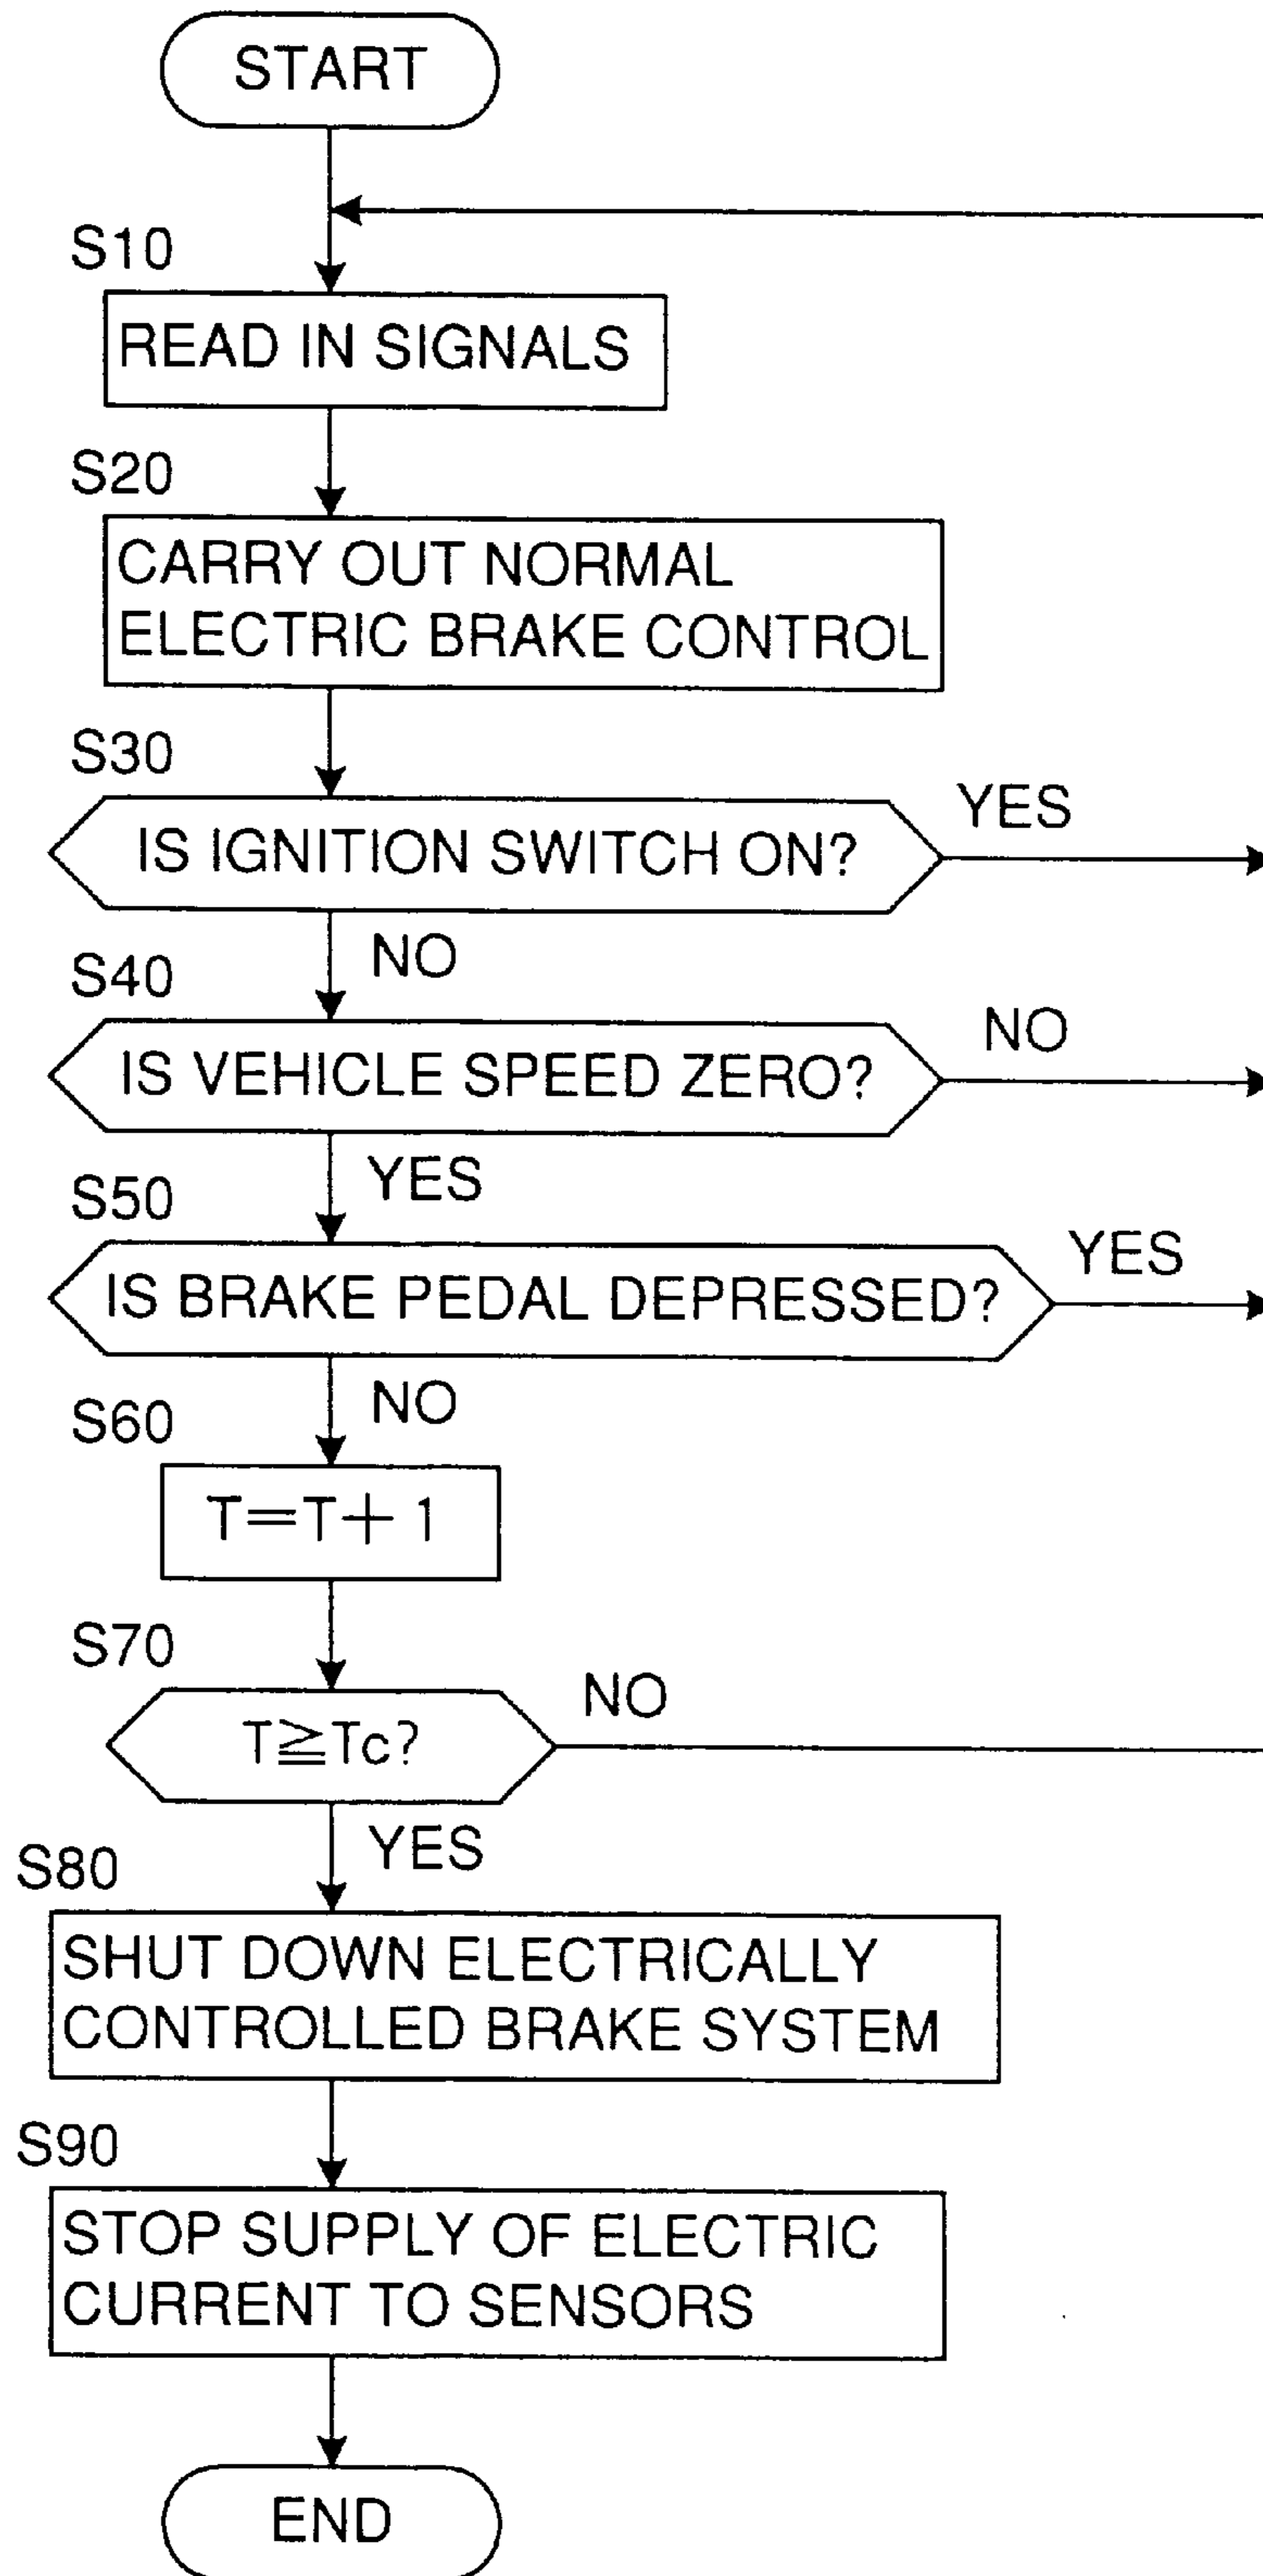 START
S10
READ IN SIGNALS
S20
CARRY OUT NORMAL
ELECTRIC BRAKE CONTROL
S30
IS IGNITION SWITCH ON?
YES
NO
S40
IS VEHICLE SPEED ZERO?
NO
YES
S50
IS BRAKE PEDAL DEPRESSED?
YES
NO
S60
T=T+1
S70
T≧Tc?
NO
YES
S80
SHUT DOWN ELECTRICALLY
CONTROLLED BRAKE SYSTEM
S90
STOP SUPPLY OF ELECTRIC
CURRENT TO SENSORS
END